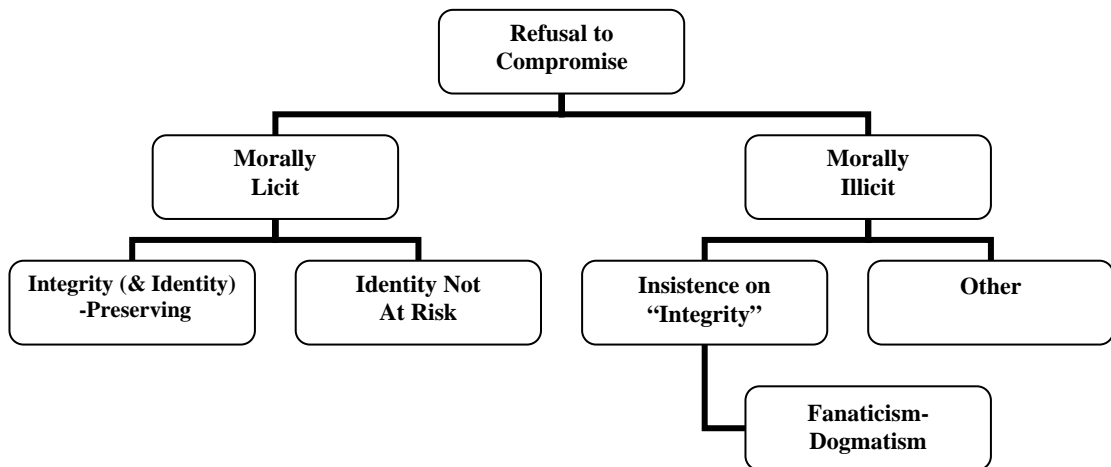 Refusal to
Compromise
Morally
Licit
Morally
Illicit
Integrity (& Identity)
-Preserving
Identity Not
At Risk
Insistence on
“Integrity”
Other
Fanaticism-
Dogmatism